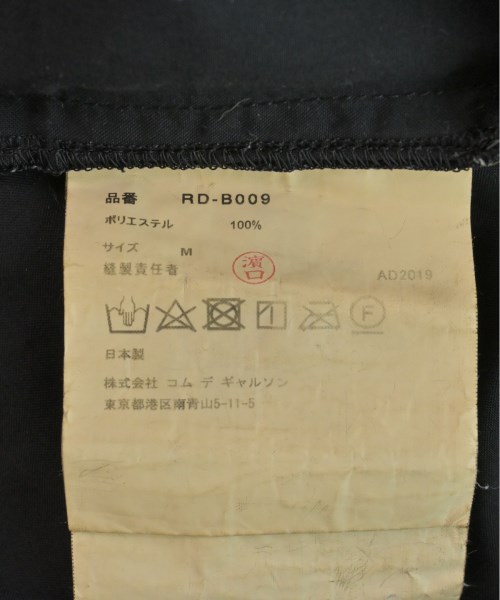 品番 RD-B009
ポリエステル 100%
サイズ M
縫製責任者 濵口 AD2019
F
日本製
株式会社 コム デ ギャルソン
東京都港区南青山5-11-5